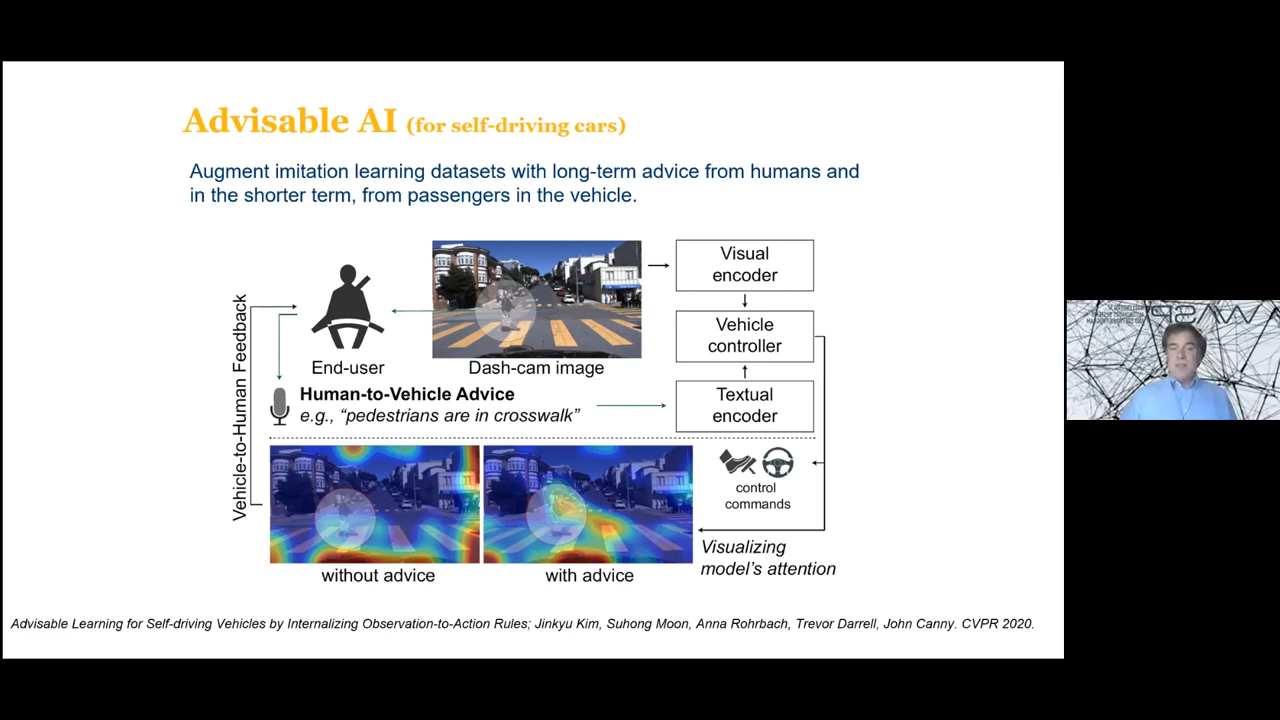 Advisable AI (for self-driving cars)
Augment imitation learning datasets with long-term advice from humans and
in the shorter term, from passengers in the vehicle.
Visual
encoder
Vehicle
controller
Textual
encoder
End-user
Dash-cam image
Human-to-Vehicle Advice
e.g., “pedestrians are in crosswalk”
Vehicle-to-Human Feedback
control
commands
Visualizing
model's attention
without advice
with advice
Advisable Learning for Self-driving Vehicles by Internalizing Observation-to-Action Rules; Jinkyu Kim, Suhong Moon, Anna Rohrbach, Trevor Darrell, John Canny. CVPR 2020.